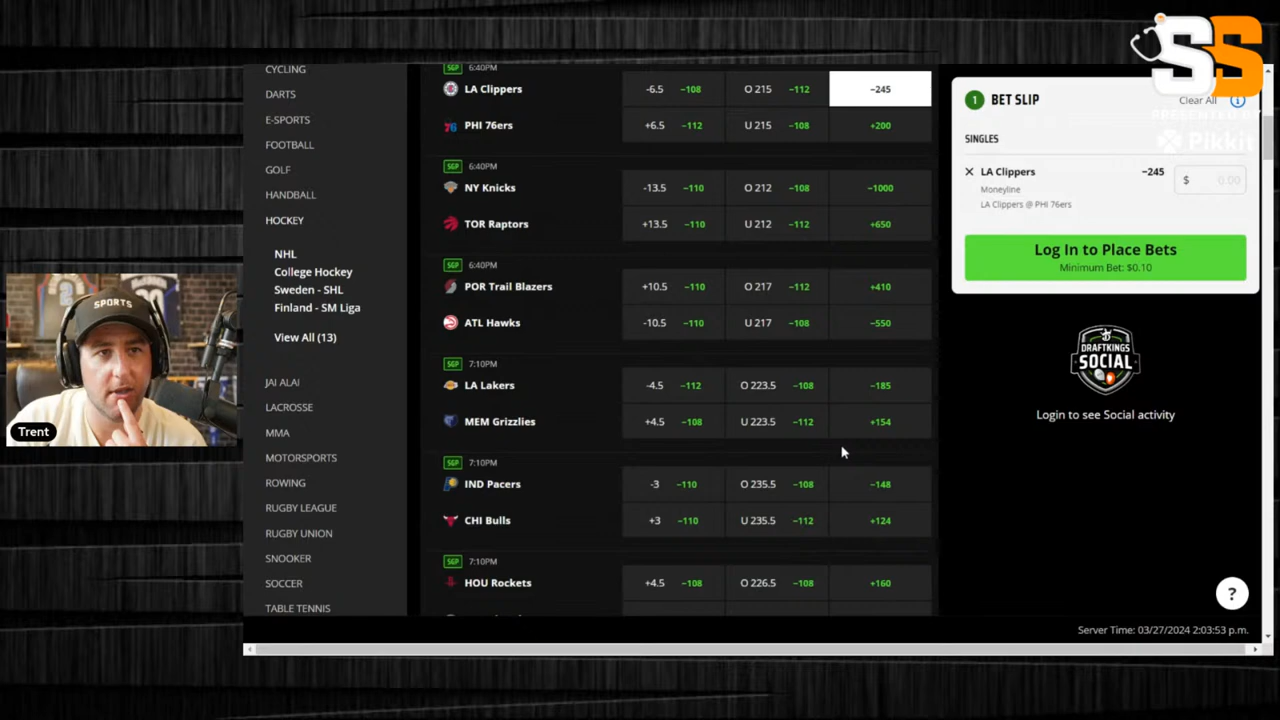 SS
PRESENTED BY
Pikkit
CYCLING
DARTS
E-SPORTS
FOOTBALL
GOLF
HANDBALL
HOCKEY
NHL
College Hockey
Sweden - SHL
Finland - SM Liga
View All (13)
JAI ALAI
LACROSSE
MMA
MOTORSPORTS
ROWING
RUGBY LEAGUE
RUGBY UNION
SNOOKER
SOCCER
TABLE TENNIS
SGP 6:40PM
LA Clippers -6.5 −108 O 215 −112 −245
PHI 76ers +6.5 −112 U 215 −108 +200
SGP 6:40PM
NY Knicks -13.5 −110 O 212 −108 −1000
TOR Raptors +13.5 −110 U 212 −112 +650
SGP 6:40PM
POR Trail Blazers +10.5 −110 O 217 −112 +410
ATL Hawks -10.5 −110 U 217 −108 −550
SGP 7:10PM
LA Lakers -4.5 −112 O 223.5 −108 −185
MEM Grizzlies +4.5 −108 U 223.5 −112 +154
SGP 7:10PM
IND Pacers -3 −110 O 235.5 −108 −148
CHI Bulls +3 −110 U 235.5 −112 +124
SGP 7:10PM
HOU Rockets +4.5 −108 O 226.5 −108 +160
1 BET SLIP Clear All
SINGLES
LA Clippers −245 $ 0.00
Moneyline
LA Clippers @ PHI 76ers
Log In to Place Bets
Minimum Bet: $0.10
DRAFTKINGS
SOCIAL
Login to see Social activity
?
Server Time: 03/27/2024 2:03:53 p.m.
SPORTS
Trent